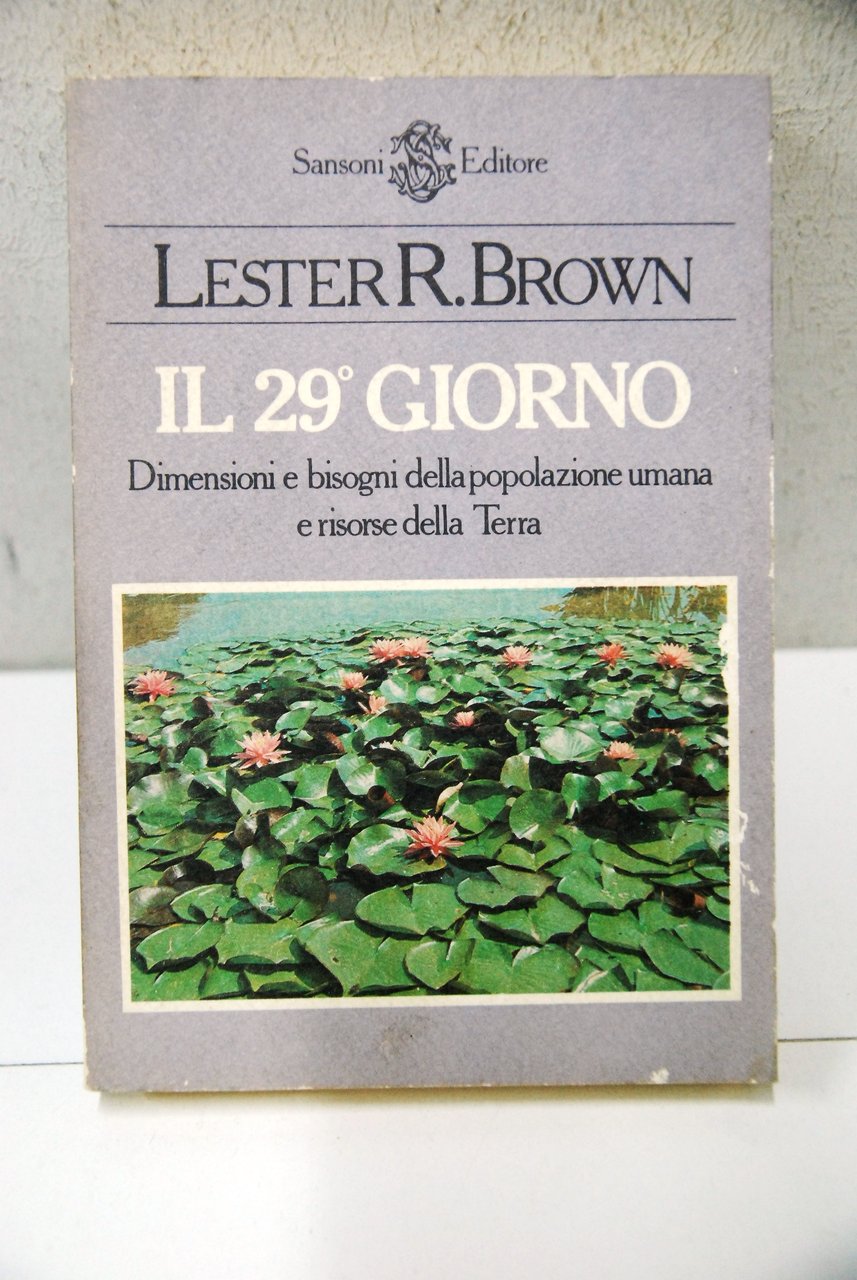 Sansoni Editore
LESTER R. BROWN
IL 29° GIORNO
Dimensioni e bisogni della popolazione umana
e risorse della Terra